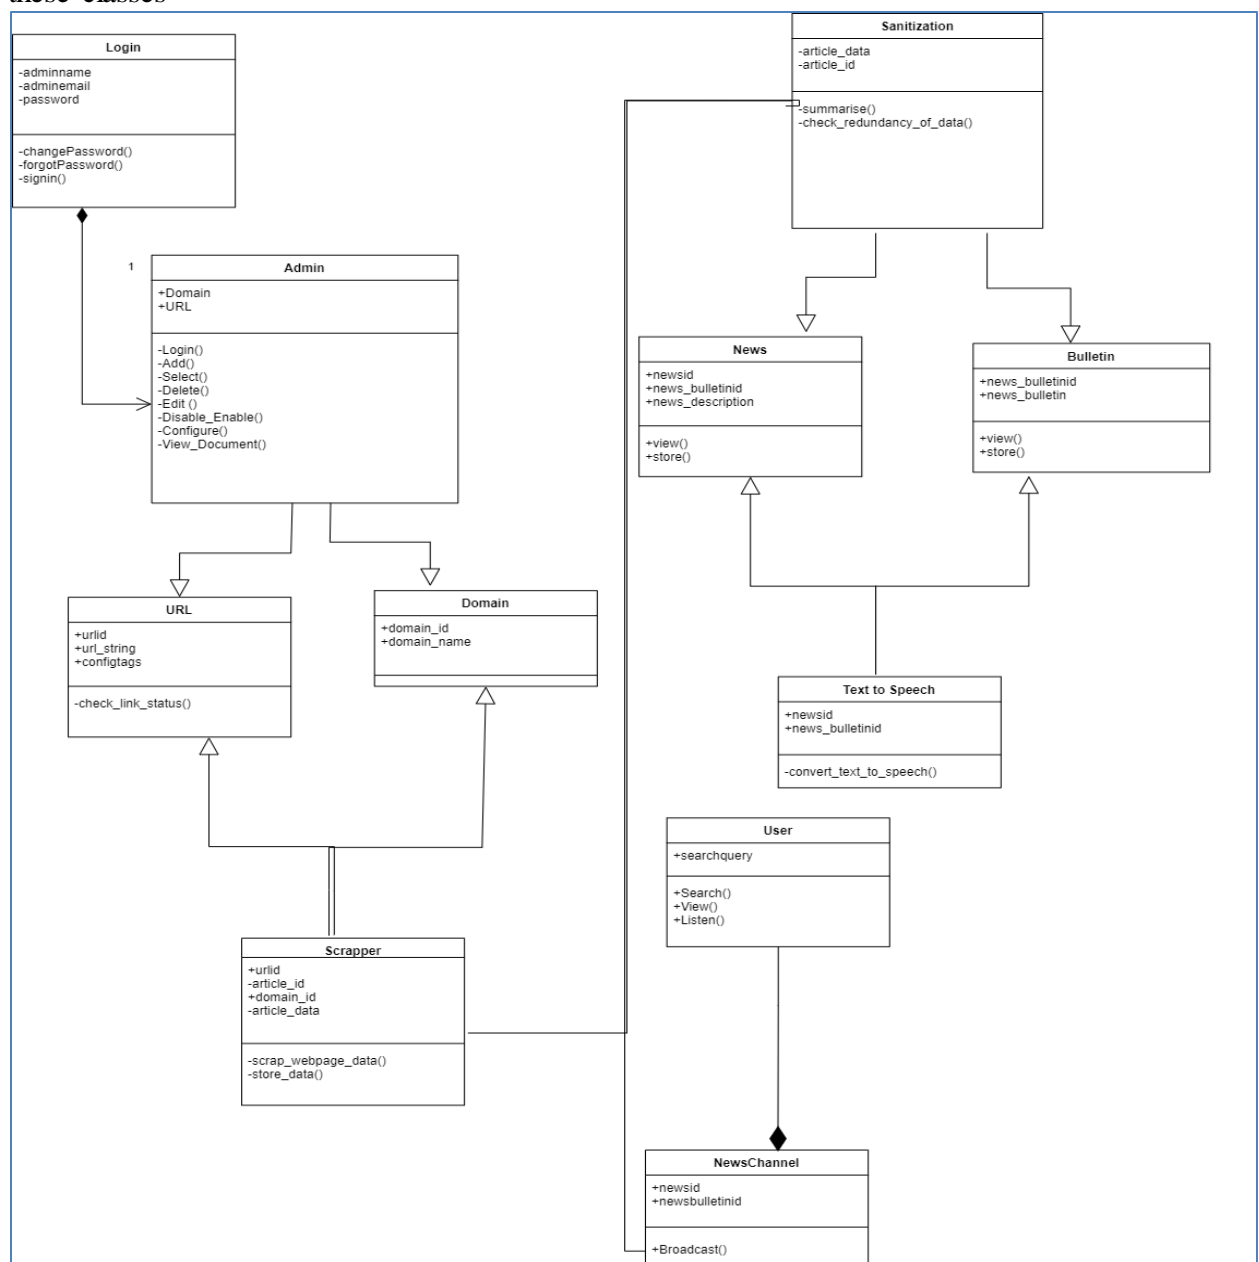 these classes
Login
-adminname
-adminemail
-password
-changePassword()
-forgotPassword()
-signin()
Sanitization
-article_data
-article_id
-summarise()
-check_redundancy_of_data()
1
Admin
+Domain
+URL
-Login()
-Add()
-Select()
-Delete()
-Edit ()
-Disable_Enable()
-Configure()
-View_Document()
News
+newsid
+news_bulletinid
+news_description
+view()
+store()
Bulletin
+news_bulletinid
+news_bulletin
+view()
+store()
URL
+urlid
+url_string
+configtags
-check_link_status()
Domain
+domain_id
+domain_name
Text to Speech
+newsid
+news_bulletinid
-convert_text_to_speech()
User
+searchquery
+Search()
+View()
+Listen()
Scrapper
+urlid
-article_id
+domain_id
-article_data
-scrap_webpage_data()
-store_data()
NewsChannel
+newsid
+newsbulletinid
+Broadcast()